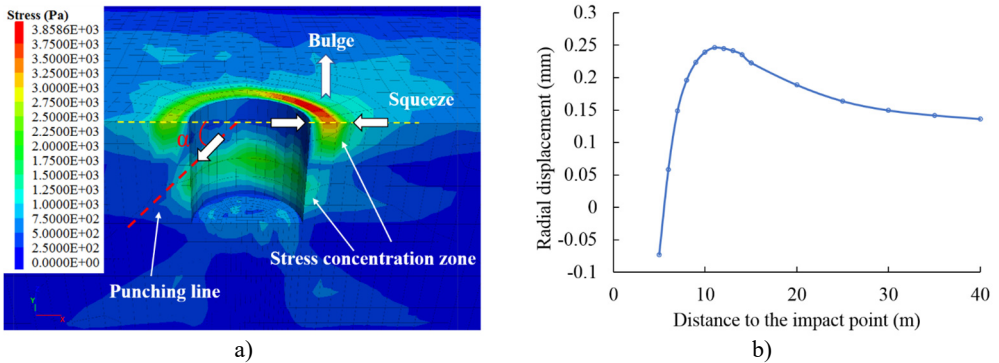 Stress (Pa)
3.8586E+03
3.7500E+03
3.5000E+03
3.2500E+03
3.0000E+03
2.7500E+03
2.5000E+03
2.2500E+03
2.0000E+03
1.7500E+03
1.5000E+03
1.2500E+03
1.0000E+03
7.5000E+02
5.0000E+02
2.5000E+02
0.0000E+00
Bulge
Squeeze
α
Stress concentration zone
Punching line
Y
X
a)
Radial displacement (mm)
0.3
0.25
0.2
0.15
0.1
0
-0.05
-0.1
0
10
20
30
40
Distance to the impact point (m)
b)